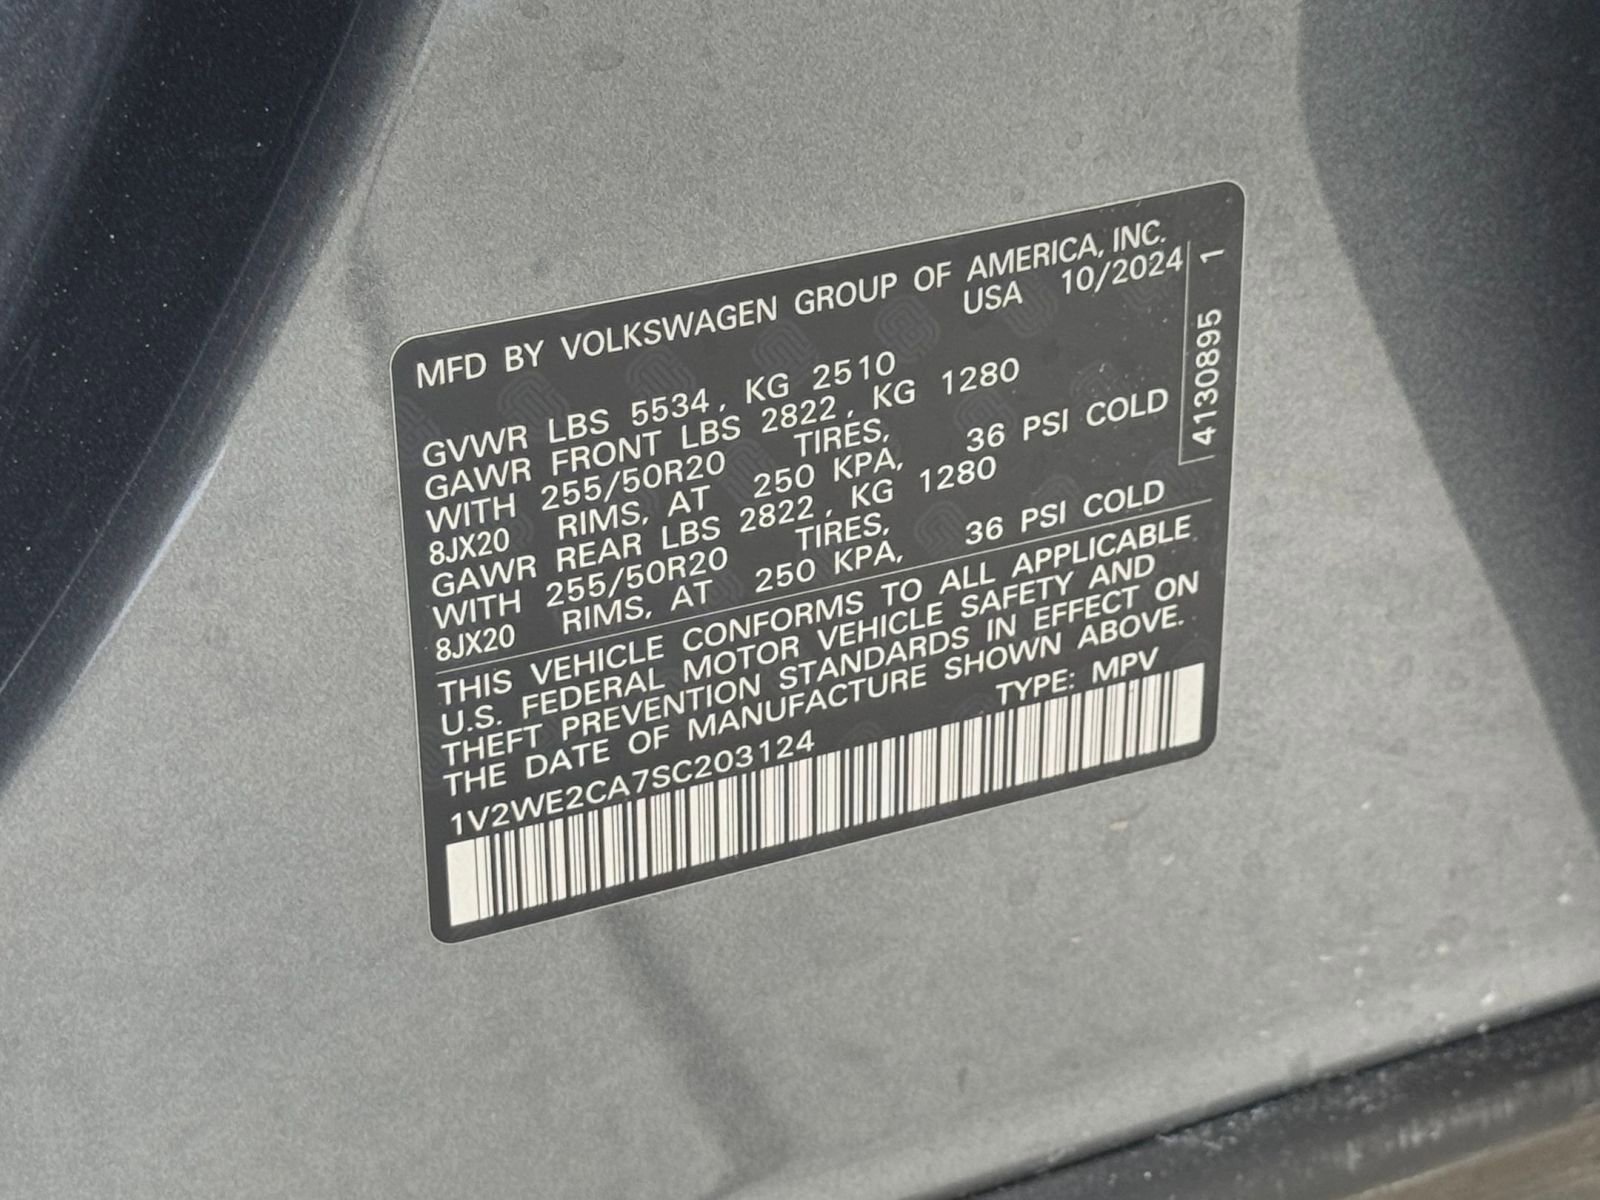 MFD BY VOLKSWAGEN GROUP OF AMERICA, INC.
USA 10/2024
GVWR LBS 5534, KG 2510
GAWR FRONT LBS 2822, KG 1280
WITH 255/50R20 TIRES,
8JX20 RIMS, AT 250 KPA, 36 PSI COLD
GAWR REAR LBS 2822, KG 1280
WITH 255/50R20 TIRES,
8JX20 RIMS, AT 250 KPA, 36 PSI COLD
THIS VEHICLE CONFORMS TO ALL APPLICABLE
U.S. FEDERAL MOTOR VEHICLE SAFETY AND
THEFT PREVENTION STANDARDS IN EFFECT ON
THE DATE OF MANUFACTURE SHOWN ABOVE.
1V2WE2CA7SC203124 TYPE: MPV
4130895 1